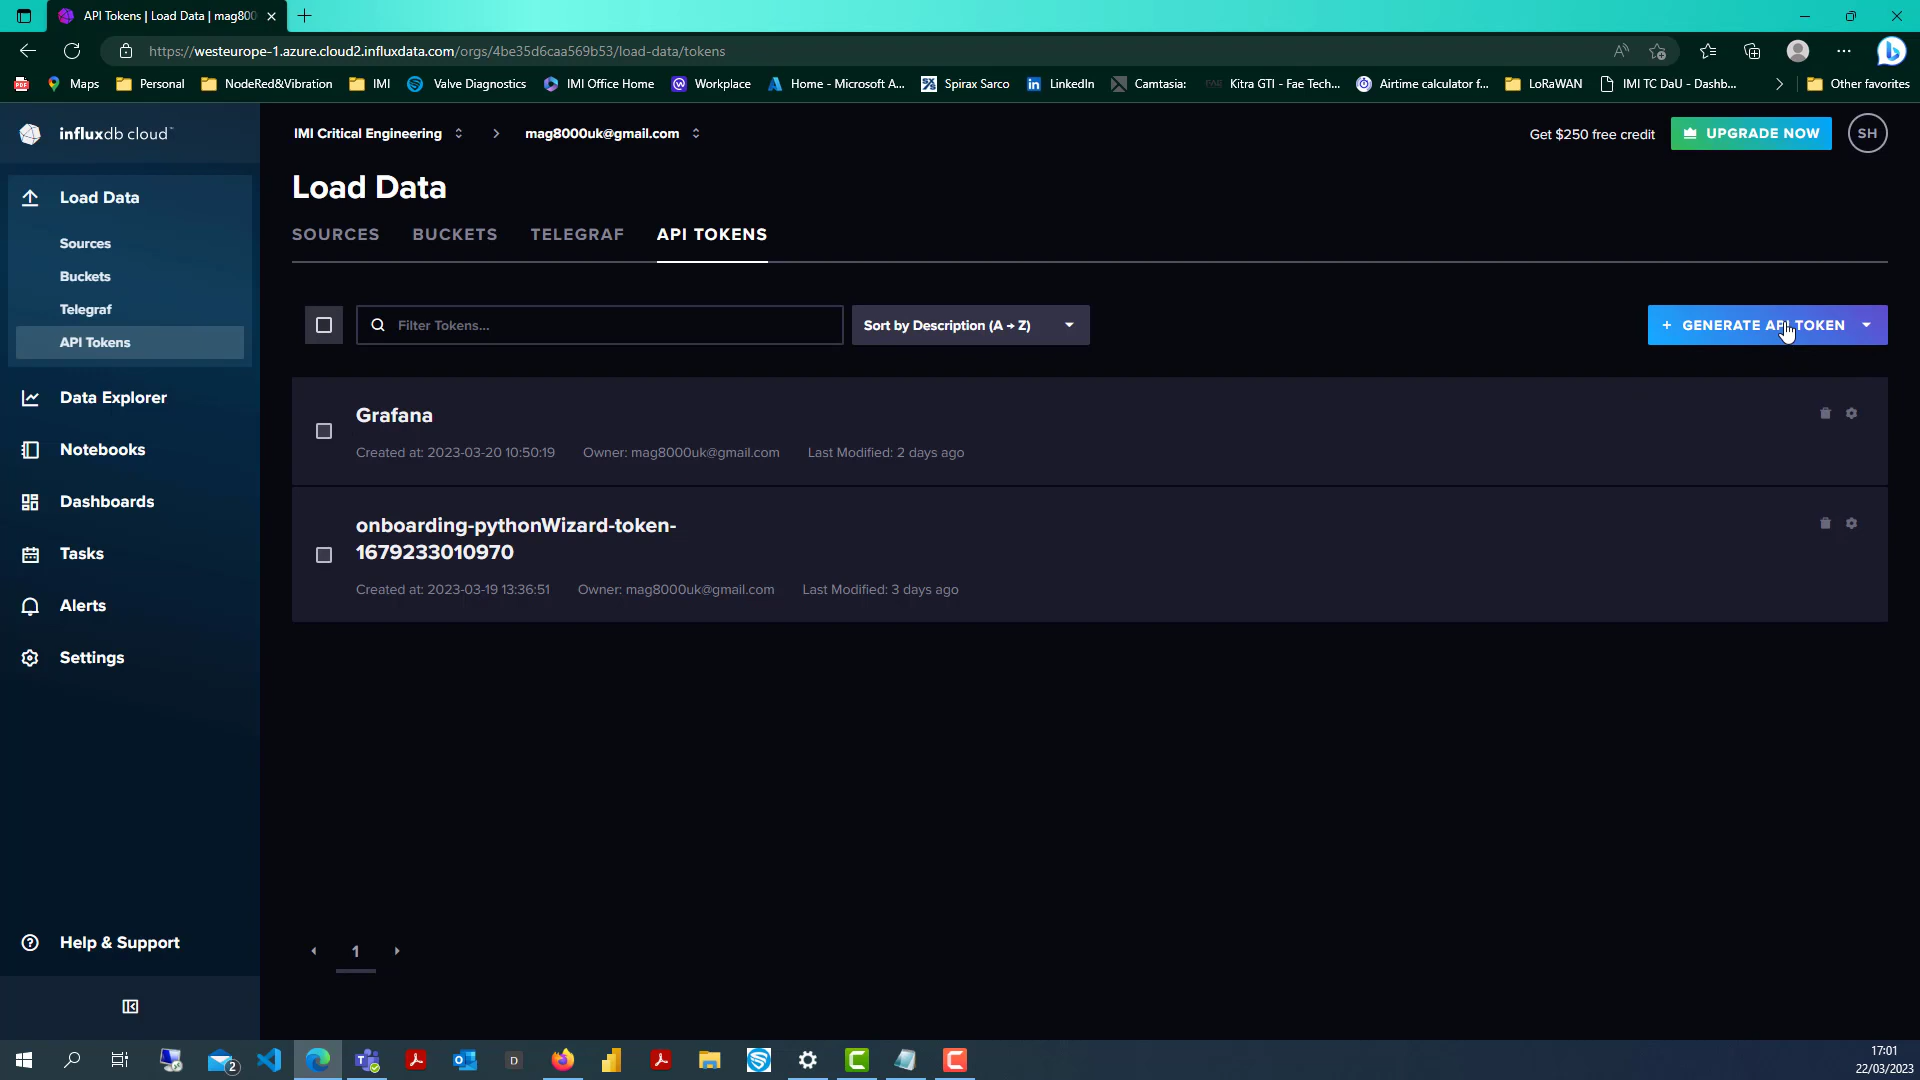 API Tokens | Load Data | mag800
https://westeurope-1.azure.cloud2.influxdata.com/orgs/4be35d6caa569b53/load-data/tokens
Maps
Personal
NodeRed&Vibration
IMI
Valve Diagnostics
IMI Office Home
Workplace
Home - Microsoft A...
Spirax Sarco
LinkedIn
Camtasia:
Kitra GTI - Fae Tech...
Airtime calculator f...
LoRaWAN
IMI TC DaU - Dashb...
Other favorites
influxdb cloud™
IMI Critical Engineering
mag8000uk@gmail.com
Get $250 free credit
UPGRADE NOW
SH
Load Data
Sources
Buckets
Telegraf
API Tokens
Data Explorer
Notebooks
Dashboards
Tasks
Alerts
Settings
Help & Support
Load Data
SOURCES
BUCKETS
TELEGRAF
API TOKENS
Filter Tokens...
Sort by Description (A → Z)
+ GENERATE API TOKEN
Grafana
Created at: 2023-03-20 10:50:19
Owner: mag8000uk@gmail.com
Last Modified: 2 days ago
onboarding-pythonWizard-token-
1679233010970
Created at: 2023-03-19 13:36:51
Owner: mag8000uk@gmail.com
Last Modified: 3 days ago
1
2
D
17:01
22/03/2023